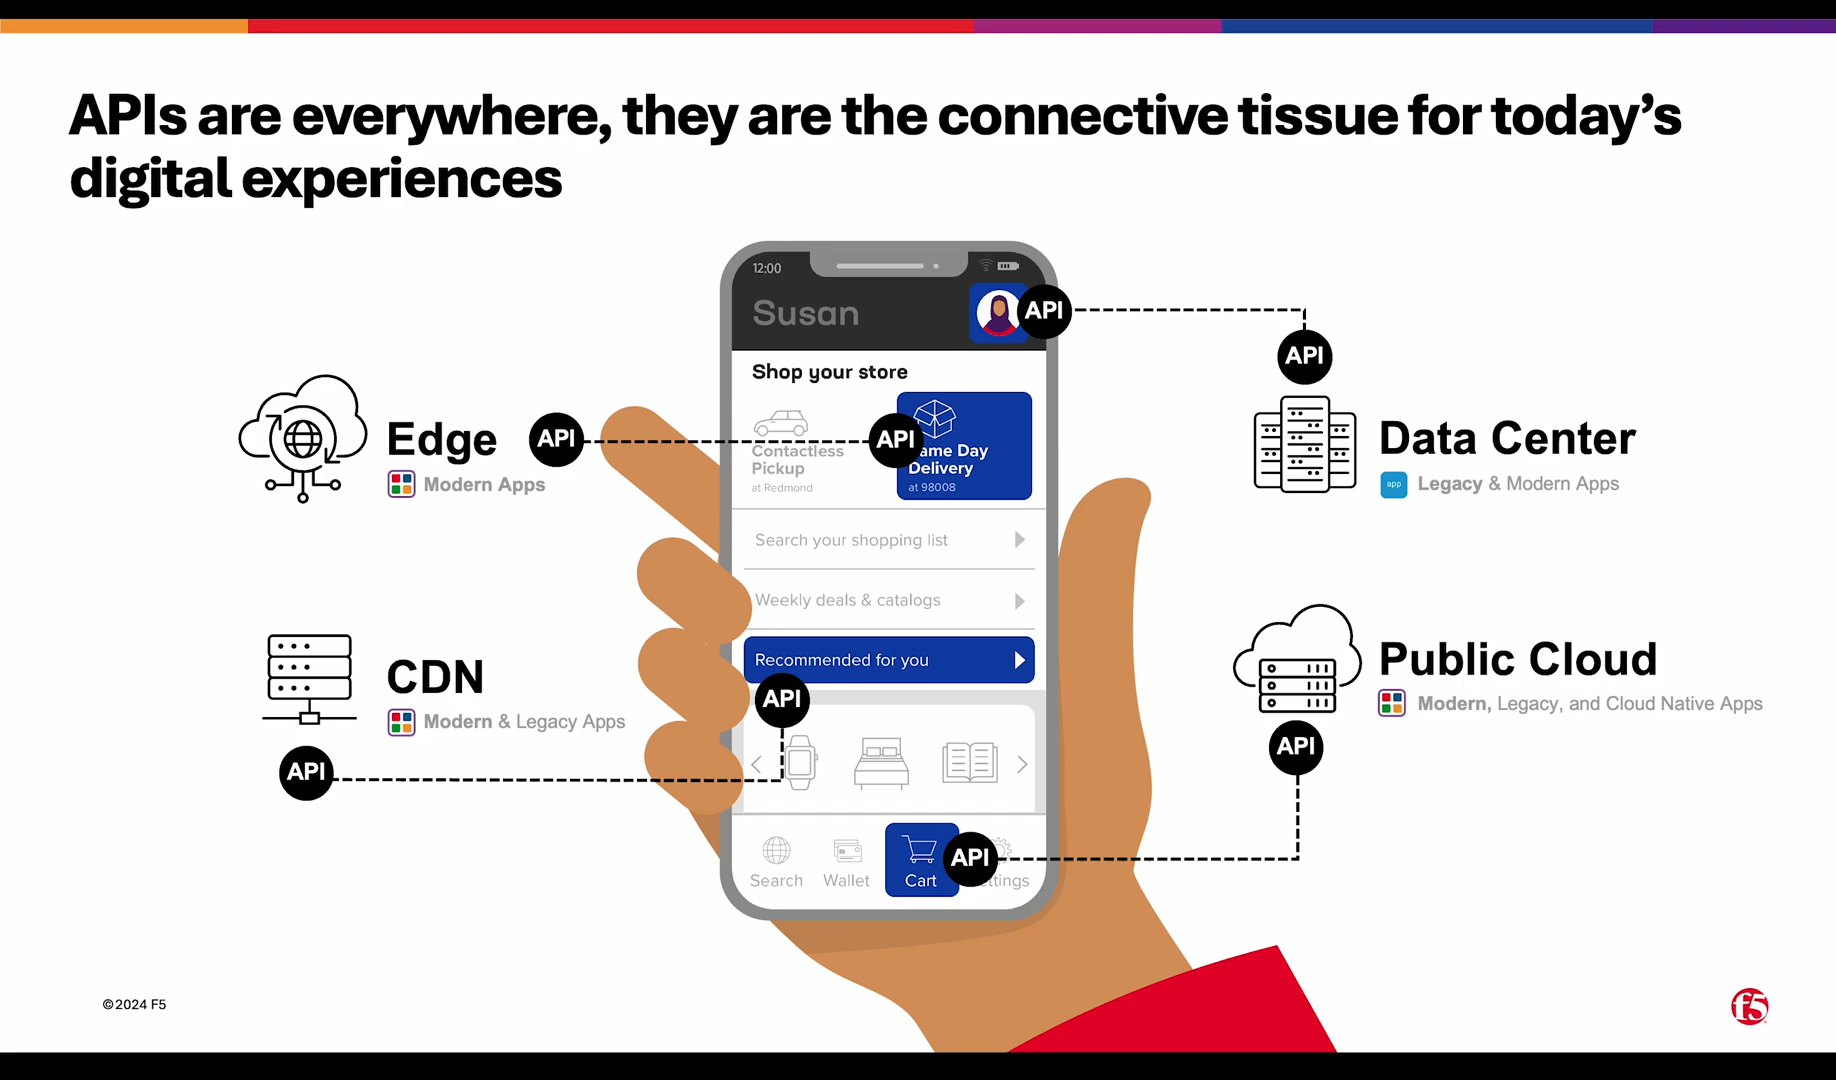 APIs are everywhere, they are the connective tissue for today's
digital experiences
12:00
Susan
API
API
Shop your store
Edge
API
Modern Apps
Contactless
Pickup
at Redmond
API
ame Day
Delivery
at 98008
Data Center
app
Legacy & Modern Apps
Search your shopping list
Weekly deals & catalogs
Recommended for you
API
CDN
Modern & Legacy Apps
API
Public Cloud
Modern, Legacy, and Cloud Native Apps
API
Search
Wallet
Cart
API
ttings
©2024 F5
f5